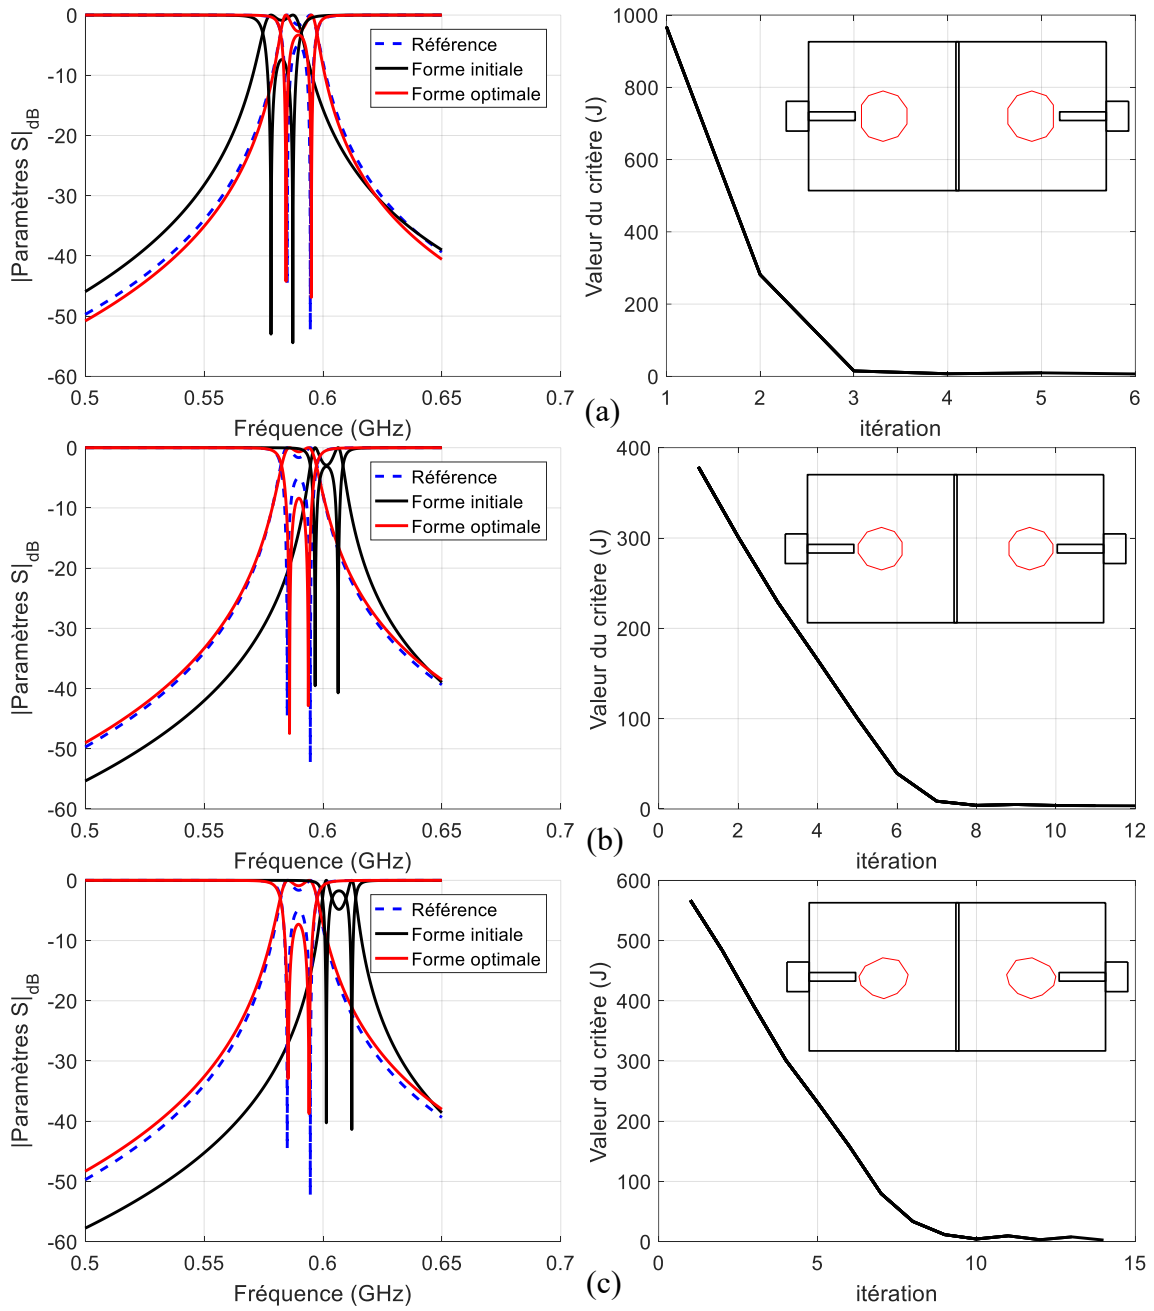 0
-10
-20
-30
-40
-50
-60
|Paramètres S|dB
0.5 0.55 0.6 0.65 0.7
Fréquence (GHz)
Référence
Forme initiale
Forme optimale
1000
800
600
400
200
0
Valeur du critère (J)
1 2 3 4 5 6
itération
(a)
0
-10
-20
-30
-40
-50
-60
|Paramètres S|dB
0.5 0.55 0.6 0.65 0.7
Fréquence (GHz)
Référence
Forme initiale
Forme optimale
400
300
200
100
0
Valeur du critère (J)
0 2 4 6 8 10 12
itération
(b)
0
-10
-20
-30
-40
-50
-60
|Paramètres S|dB
0.5 0.55 0.6 0.65 0.7
Fréquence (GHz)
Référence
Forme initiale
Forme optimale
600
500
400
300
200
100
0
Valeur du critère (J)
0 5 10 15
itération
(c)